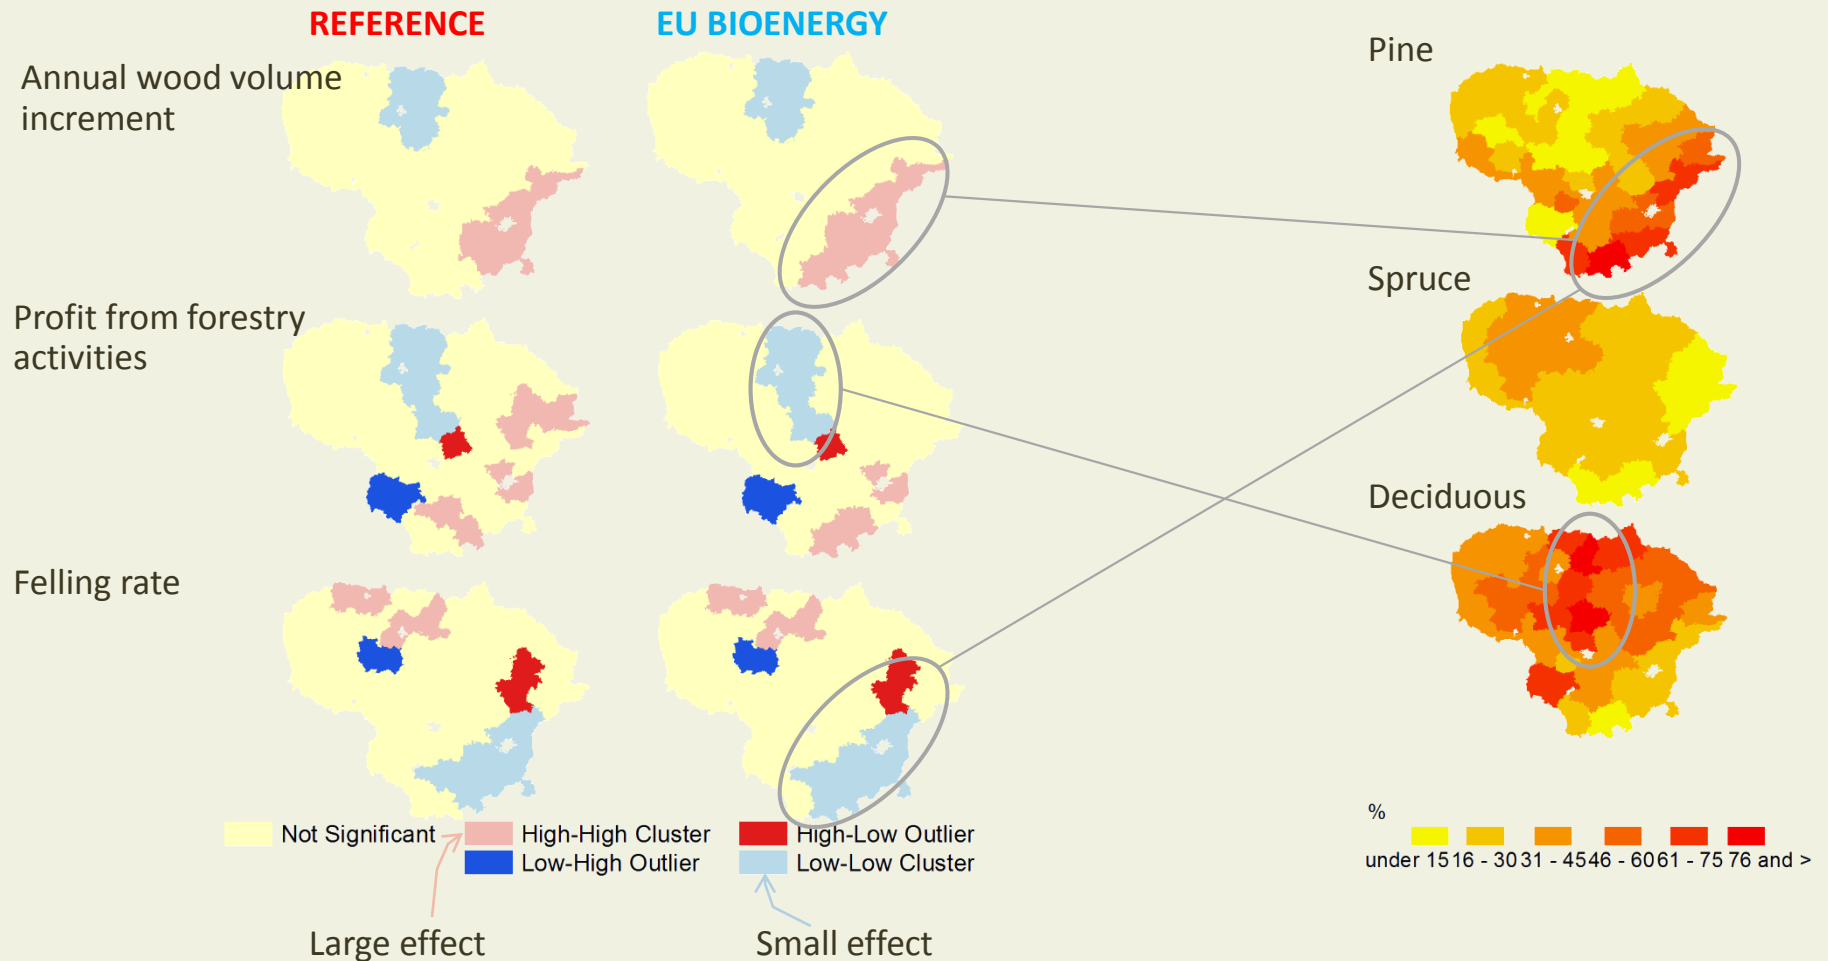 REFERENCE
EU BIOENERGY
Annual wood volume
increment
Profit from forestry
activities
Felling rate
Pine
Spruce
Deciduous
Not Significant
High-High Cluster
High-Low Outlier
Low-High Outlier
Low-Low Cluster
Large effect
Small effect
%
under 15 16 - 30 31 - 45 46 - 60 61 - 75 76 and >